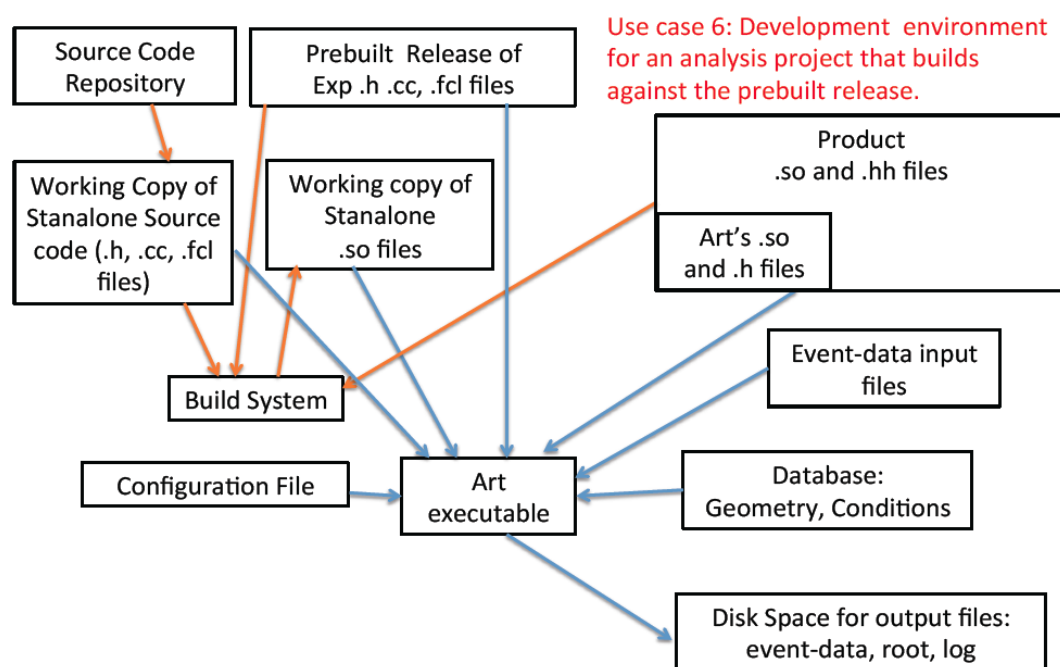 Source Code
Repository
Prebuilt Release of
Exp .h .cc, .fcl files
Use case 6: Development environment
for an analysis project that builds
against the prebuilt release.
Working Copy of
Stanalone Source
code (.h, .cc, .fcl
files)
Working copy of
Stanalone
.so files
Product
.so and .hh files
Art's .so
and .h files
Event-data input
files
Build System
Configuration File
Art
executable
Database:
Geometry, Conditions
Disk Space for output files:
event-data, root, log